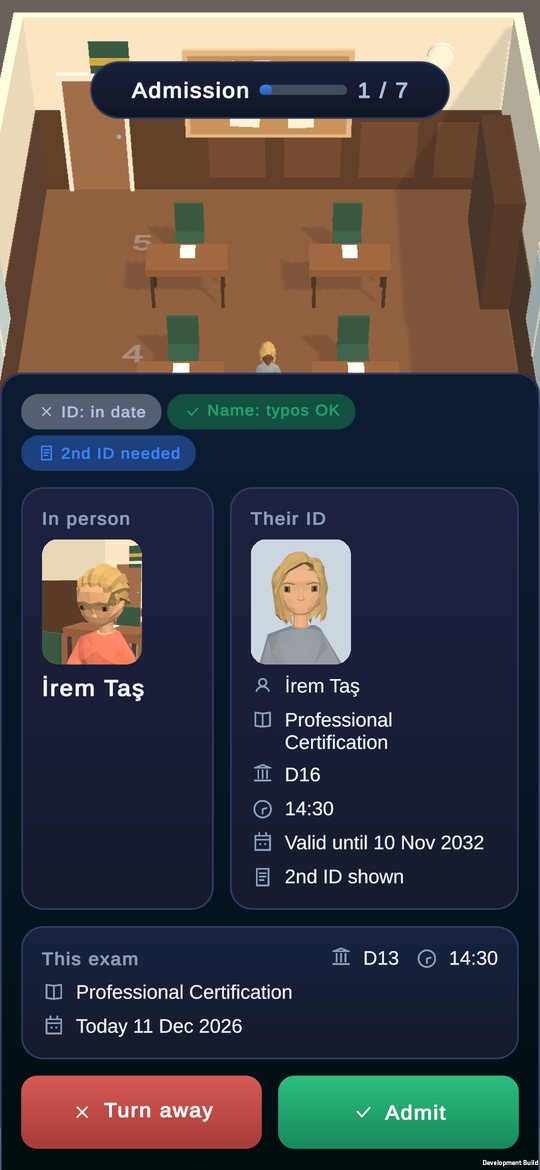 Admission 1 / 7
5
4
ID: in date
Name: typos OK
2nd ID needed
In person
İrem Taş
Their ID
İrem Taş
Professional
Certification
D16
14:30
Valid until 10 Nov 2032
2nd ID shown
This exam D13 14:30
Professional Certification
Today 11 Dec 2026
Turn away
Admit
Development Build